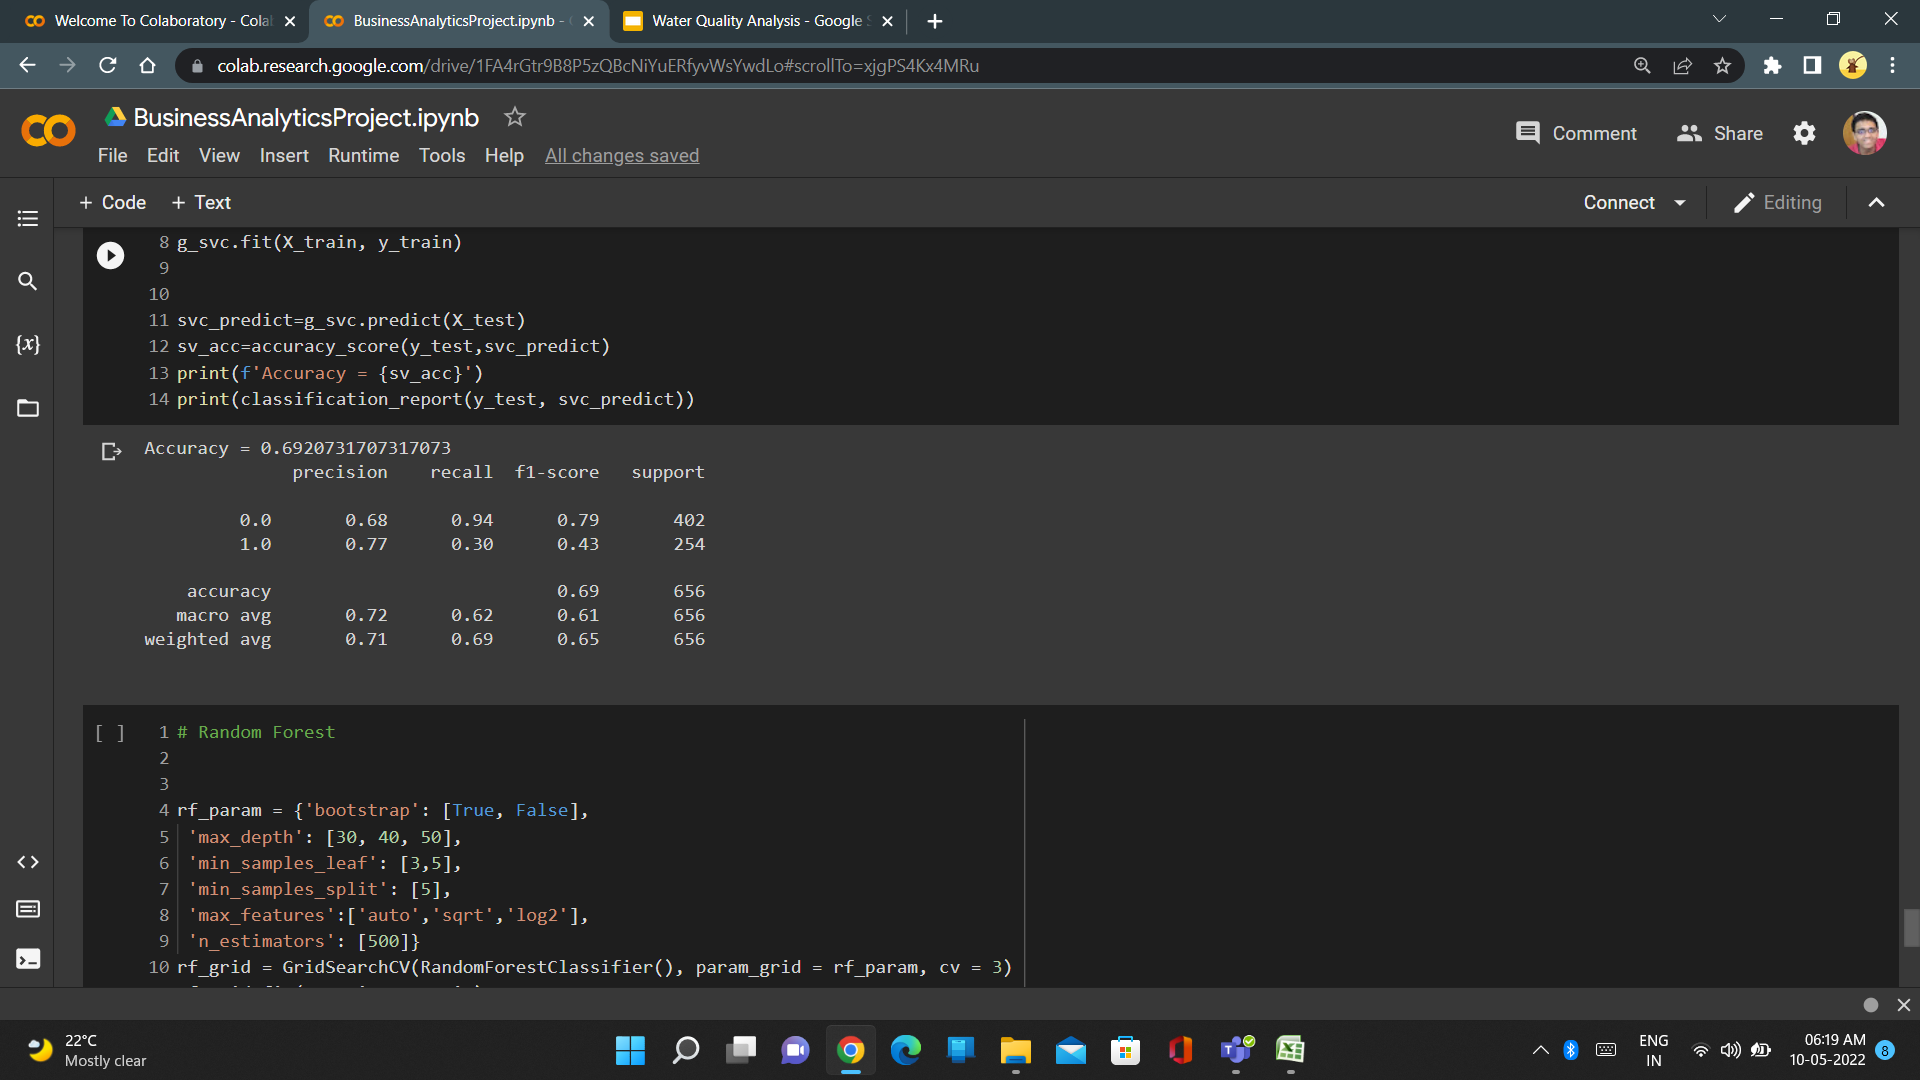 Welcome To Colaboratory - Cola
BusinessAnalyticsProject.ipynb -
Water Quality Analysis - Google S
colab.research.google.com/drive/1FA4rGtr9B8P5zQBcNiYuERfyvWsYwdLo#scrollTo=xjgPS4Kx4MRu
BusinessAnalyticsProject.ipynb
Comment
Share
File Edit View Insert Runtime Tools Help All changes saved
+ Code + Text
Connect
Editing
8 g_svc.fit(X_train, y_train)
9
10
11 svc_predict=g_svc.predict(X_test)
12 sv_acc=accuracy_score(y_test,svc_predict)
13 print(f'Accuracy = {sv_acc}')
14 print(classification_report(y_test, svc_predict))
Accuracy = 0.6920731707317073
precision recall f1-score support
0.0 0.68 0.94 0.79 402
1.0 0.77 0.30 0.43 254
accuracy 0.69 656
macro avg 0.72 0.62 0.61 656
weighted avg 0.71 0.69 0.65 656
[ ] 1 # Random Forest
2
3
4 rf_param = {'bootstrap': [True, False],
5 'max_depth': [30, 40, 50],
6 'min_samples_leaf': [3,5],
7 'min_samples_split': [5],
8 'max_features':['auto','sqrt','log2'],
9 'n_estimators': [500]}
10 rf_grid = GridSearchCV(RandomForestClassifier(), param_grid = rf_param, cv = 3)
22°C
Mostly clear
ENG
IN
06:19 AM
10-05-2022
8